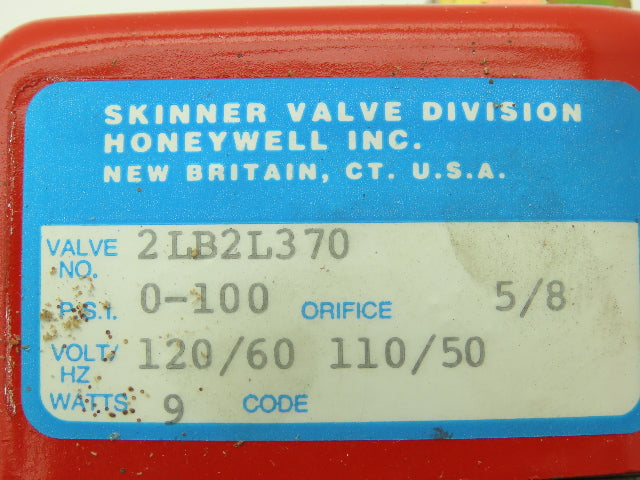 SKINNER VALVE DIVISION
HONEYWELL INC.
NEW BRITAIN, CT. U.S.A.
VALVE NO. 2LB2L370
P.S.I. 0-100 ORIFICE 5/8
VOLT/HZ 120/60 110/50
WATTS 9 CODE